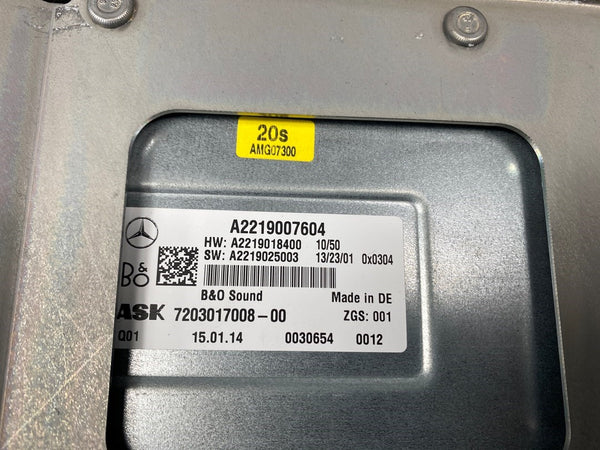 20s
AMG07300
A2219007604
HW: A2219018400 10/50
SW: A2219025003 13/23/01 0x0304
B&O
B&O Sound Made in DE
ASK 7203017008-00 ZGS: 001
Q01 15.01.14 0030654 0012